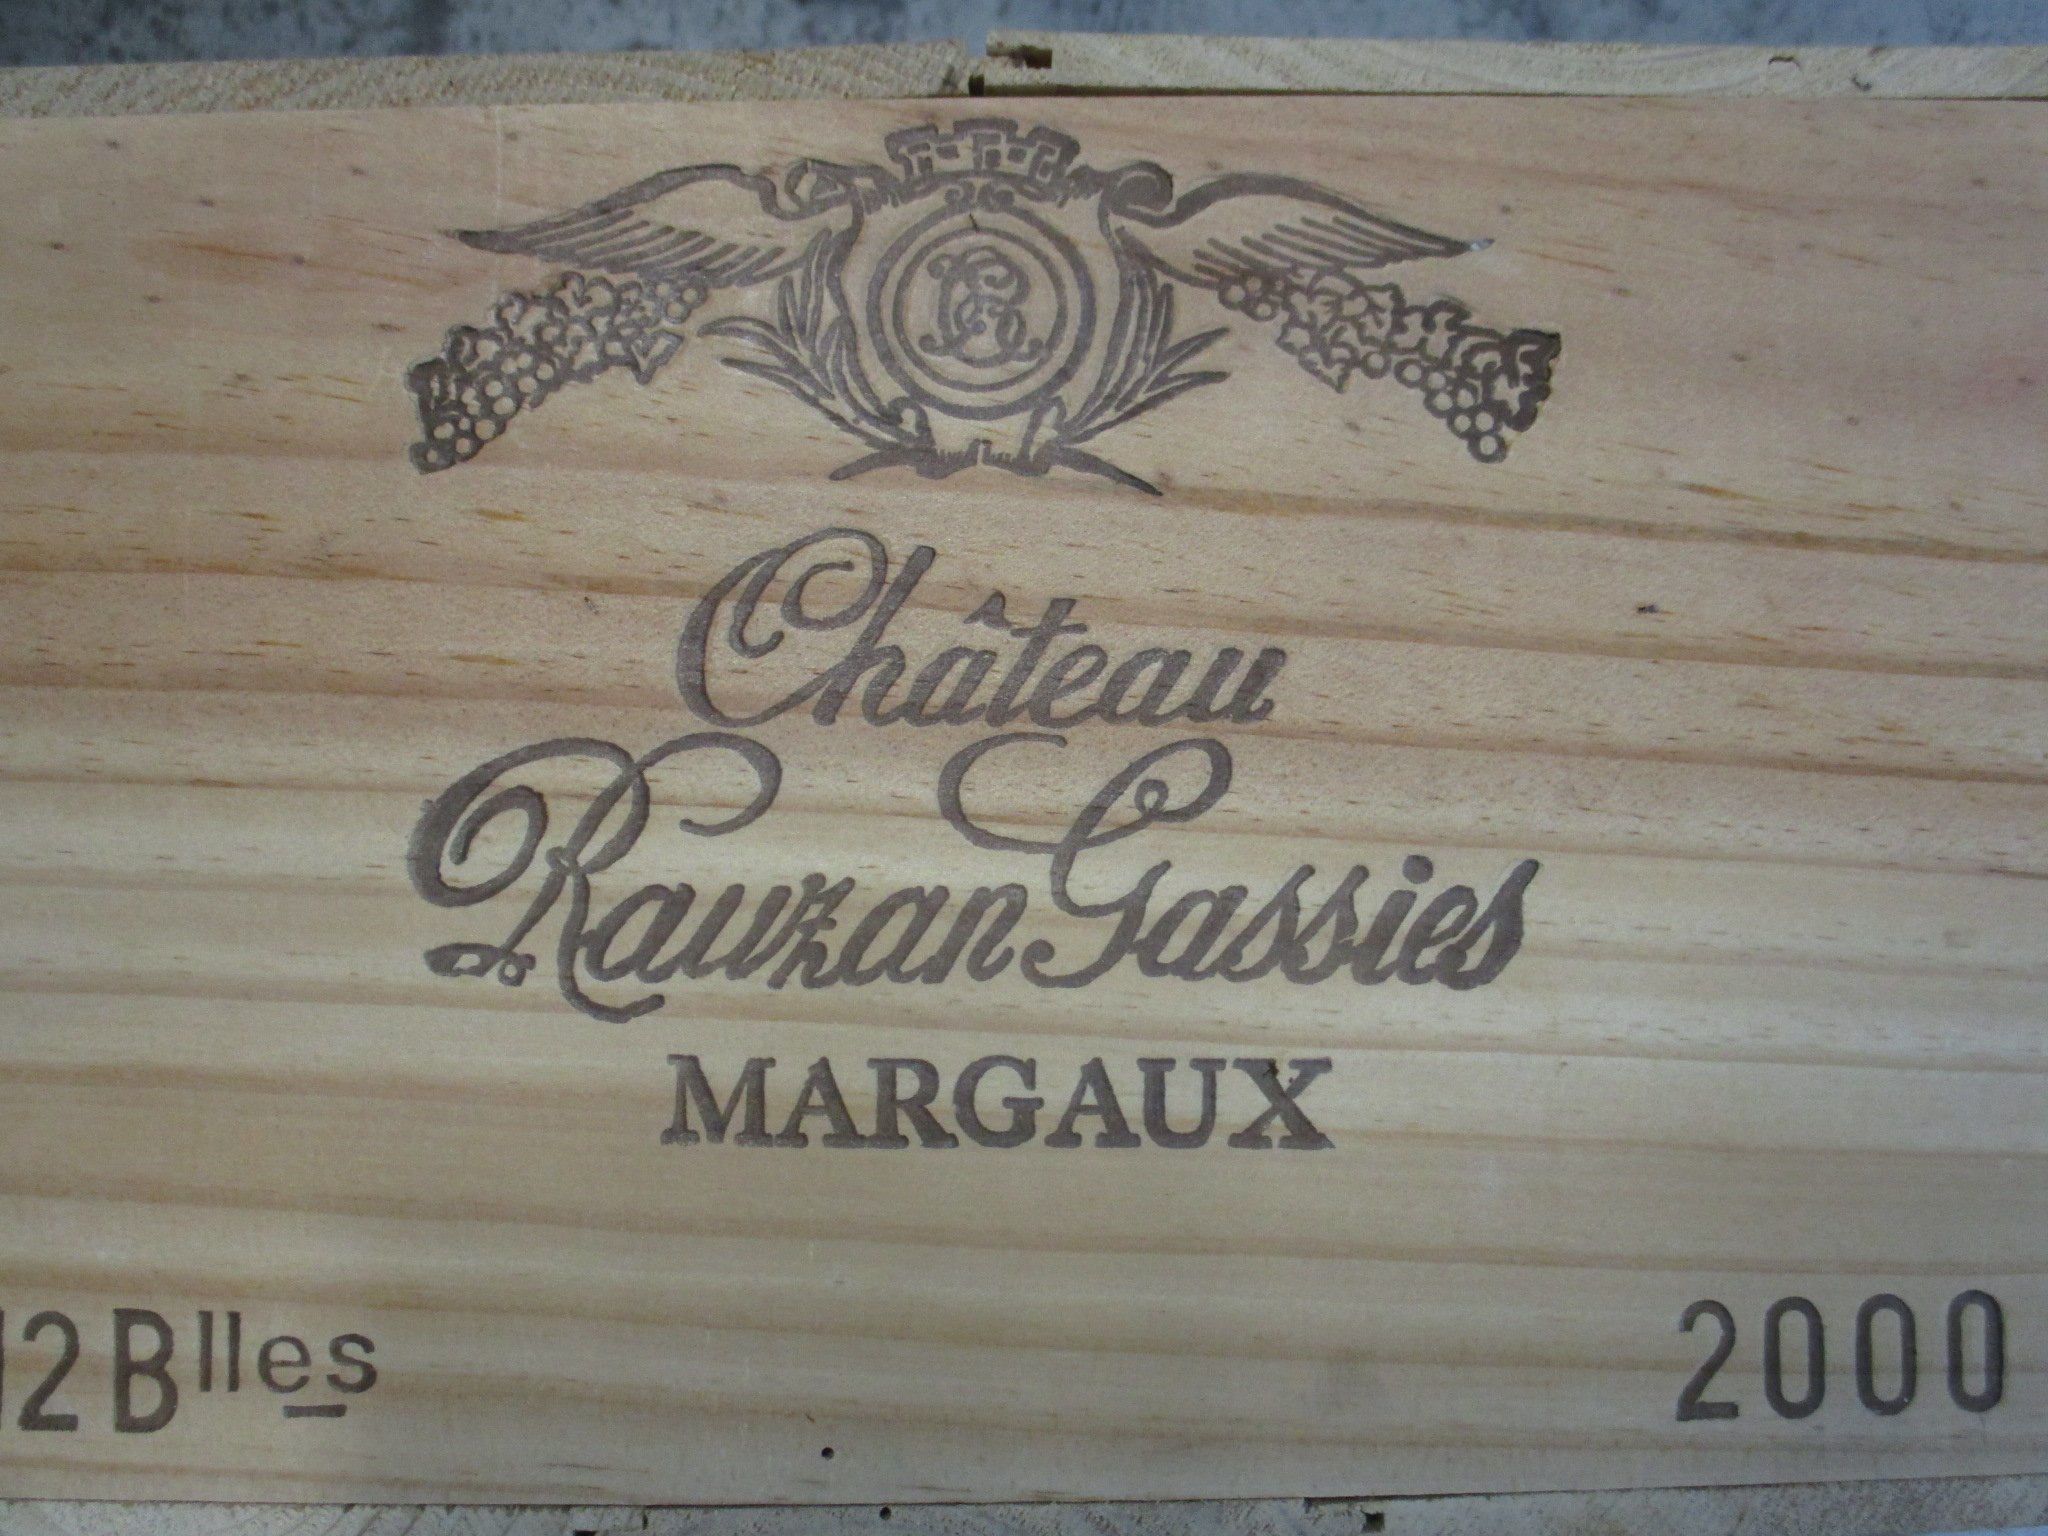 Château
Rauzan Gassies
MARGAUX
12 Blles
2000